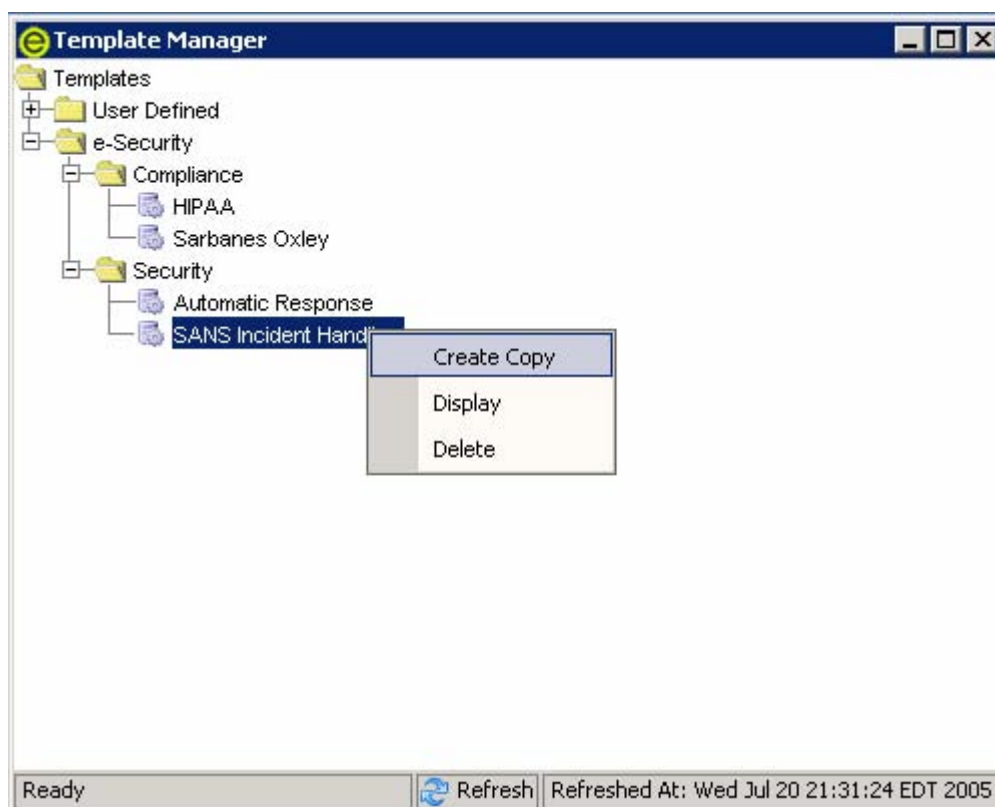 Template Manager
Templates
User Defined
e-Security
Compliance
HIPAA
Sarbanes Oxley
Security
Automatic Response
SANS Incident
Create Copy
Display
Delete
Ready
Refresh
Refreshed At: Wed Jul 20 21:31:24 EDT 2005